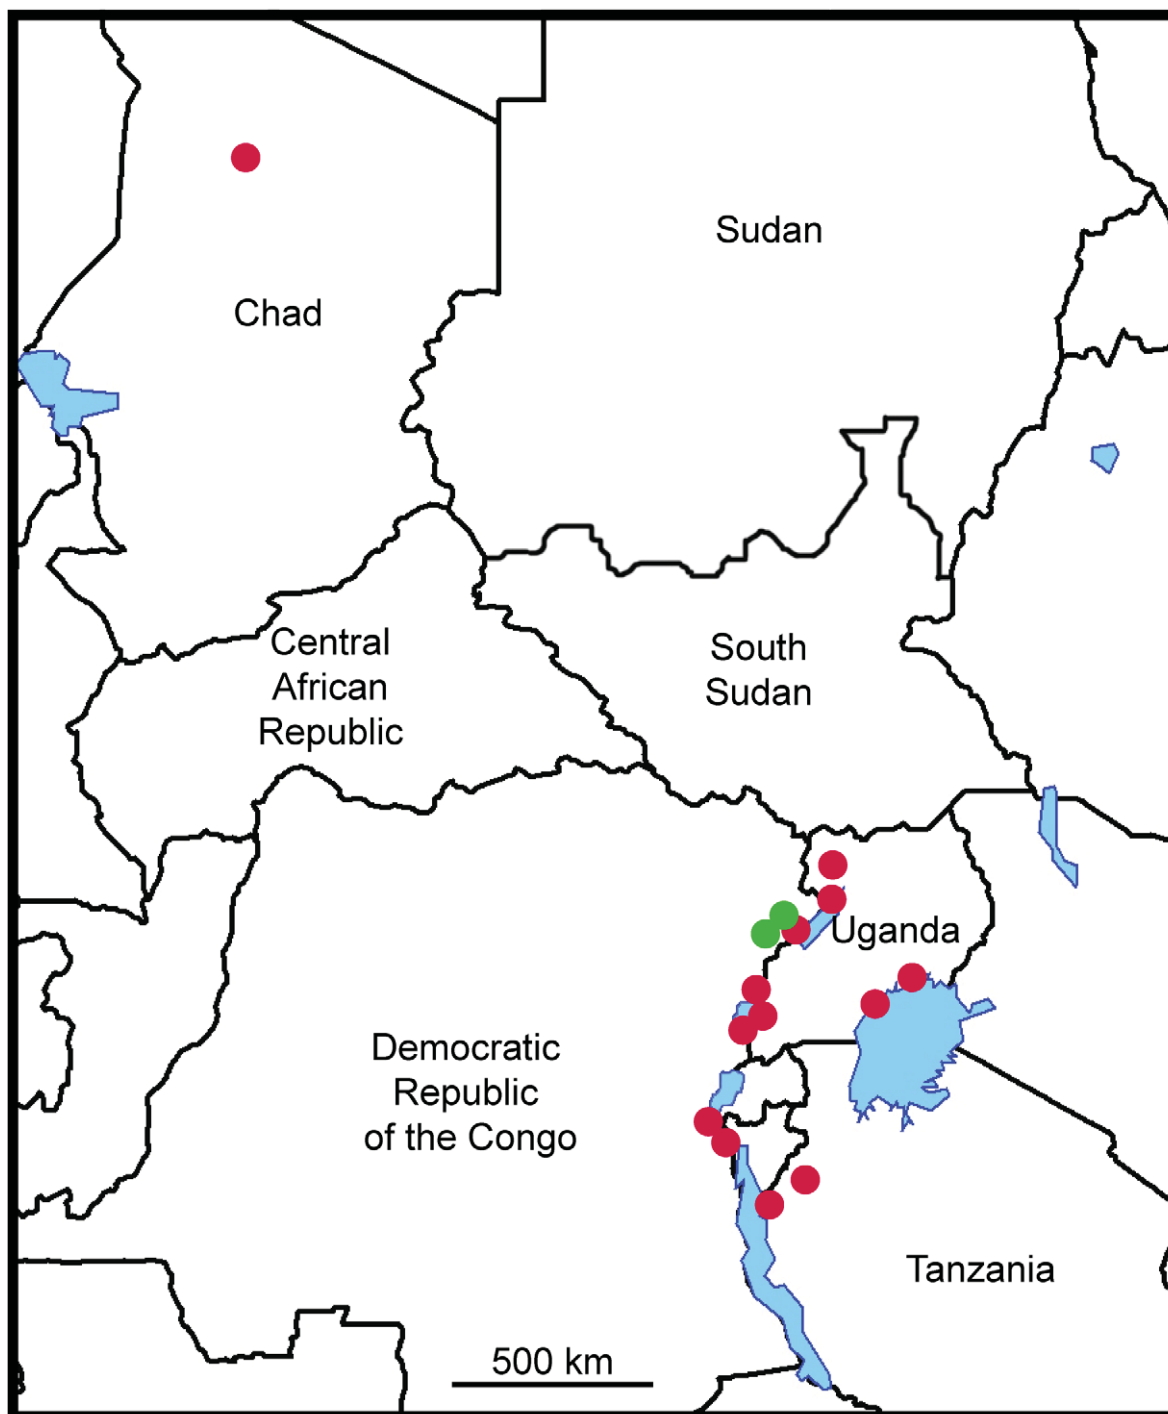 Sudan
Chad
Central
African
Republic
South
Sudan
Uganda
Democratic
Republic
of the Congo
Tanzania
500 km